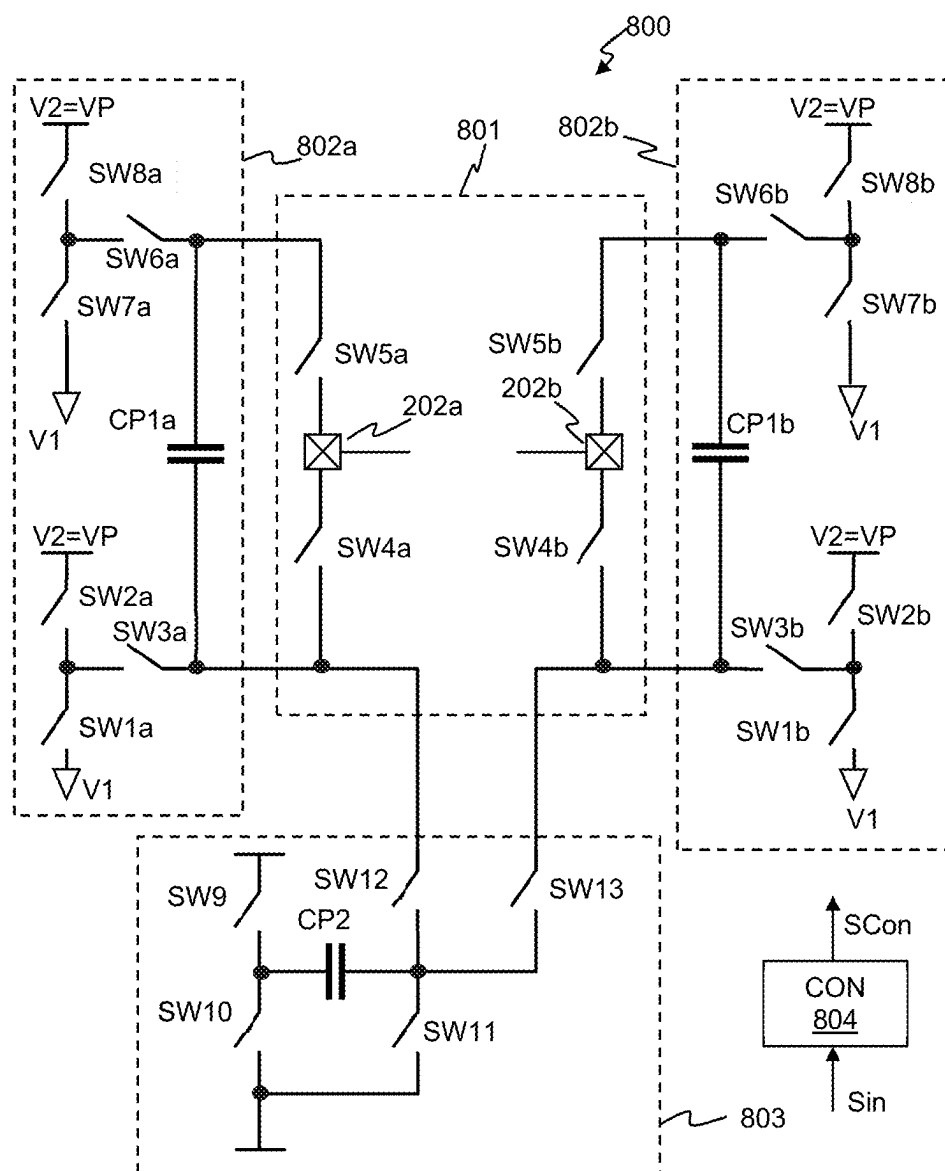 800
V2=VP
802a
801
802b
V2=VP
SW8a
SW6b
SW8b
SW6a
SW7a
SW7b
SW5a
SW5b
202a
202b
V1
CP1a
CP1b
V1
V2=VP
SW4a
SW4b
V2=VP
SW2a
SW3a
SW3b
SW2b
SW1a
SW1b
V1
V1
SW9
SW12
SW13
CP2
SCon
SW10
SW11
CON
804
Sin
803